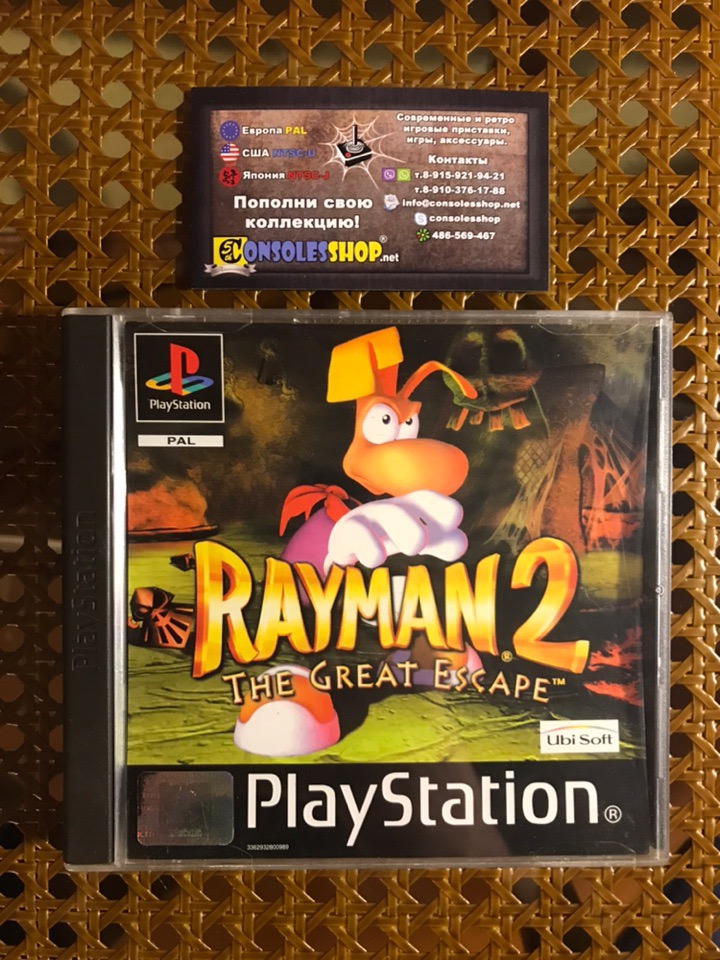 Европа PAL
США NTSC-U
Япония NTSC-J
Пополни свою
коллекцию!
CONSOLESSHOP®.net
Современные и ретро
игровые приставки,
игры, аксессуары.
Контакты
т.8-915-921-94-21
т.8-910-376-17-88
info@consolesshop.net
consolesshop
486-569-467
PlayStation
PlayStation
PAL
RAYMAN® 2
THE GREAT ESCAPE™
Ubi Soft
PlayStation®
3362932800989